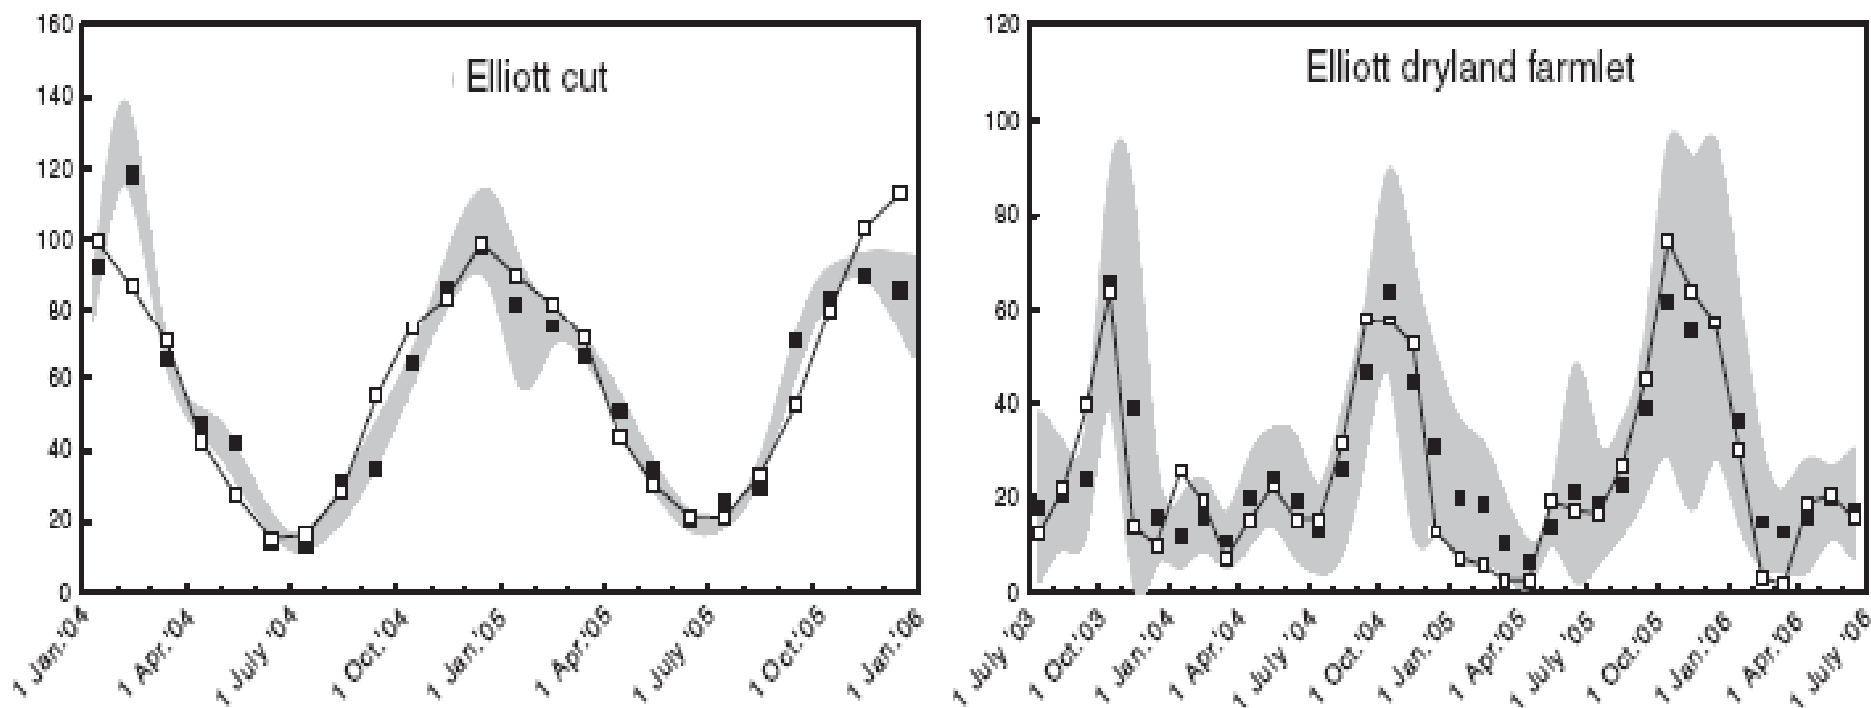 Elliott cut
160
140
120
100
80
60
40
20
0
1 Jan.'04
1 Apr.'04
1 July '04
1 Oct.'04
1 Jan.'05
1 Apr.'05
1 July '05
1 Oct.'05
1 Jan.'06
Elliott dryland farmlet
120
100
80
60
40
20
0
1 July '03
1 Oct.'03
1 Jan.'04
1 Apr.'04
1 July '04
1 Oct.'04
1 Jan.'05
1 Apr.'05
1 July '05
1 Oct.'05
1 Jan.'06
1 Apr.'06
1 July '06